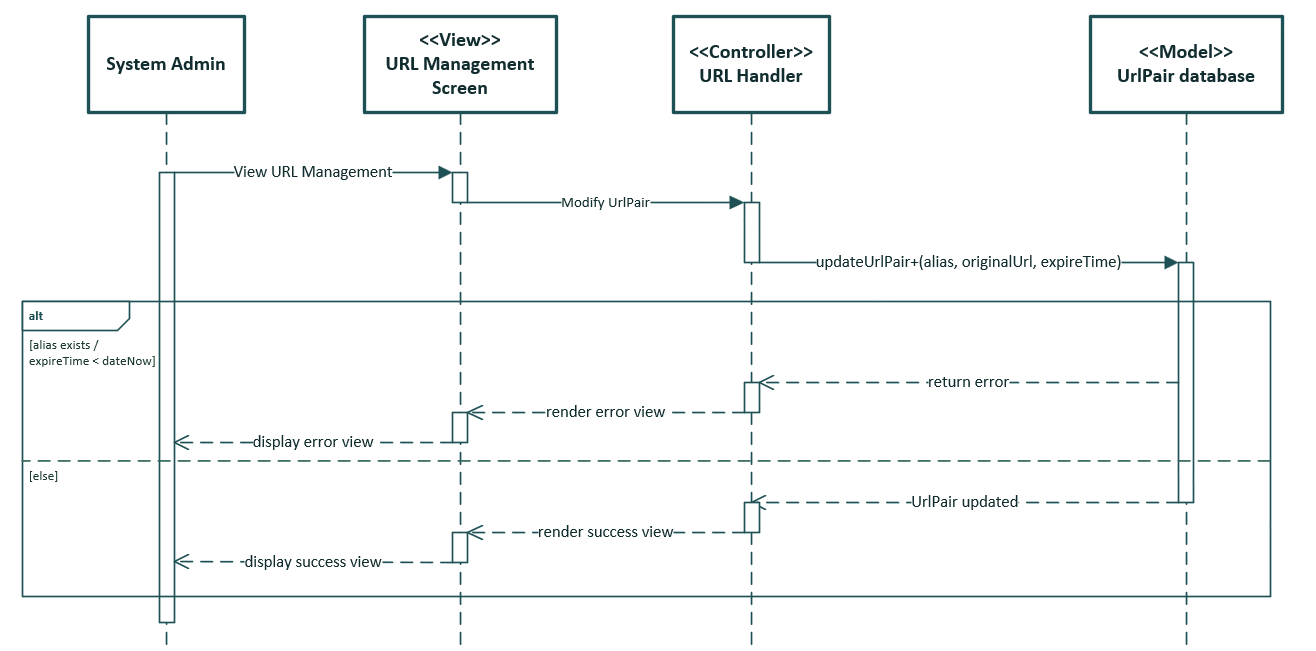 System Admin
<<View>>
URL Management
Screen
<<Controller>>
URL Handler
<<Model>>
UrlPair database
View URL Management
Modify UrlPair
updateUrlPair+(alias, originalUrl, expireTime)
alt
[alias exists /
expireTime < dateNow]
return error
render error view
display error view
[else]
UrlPair updated
render success view
display success view